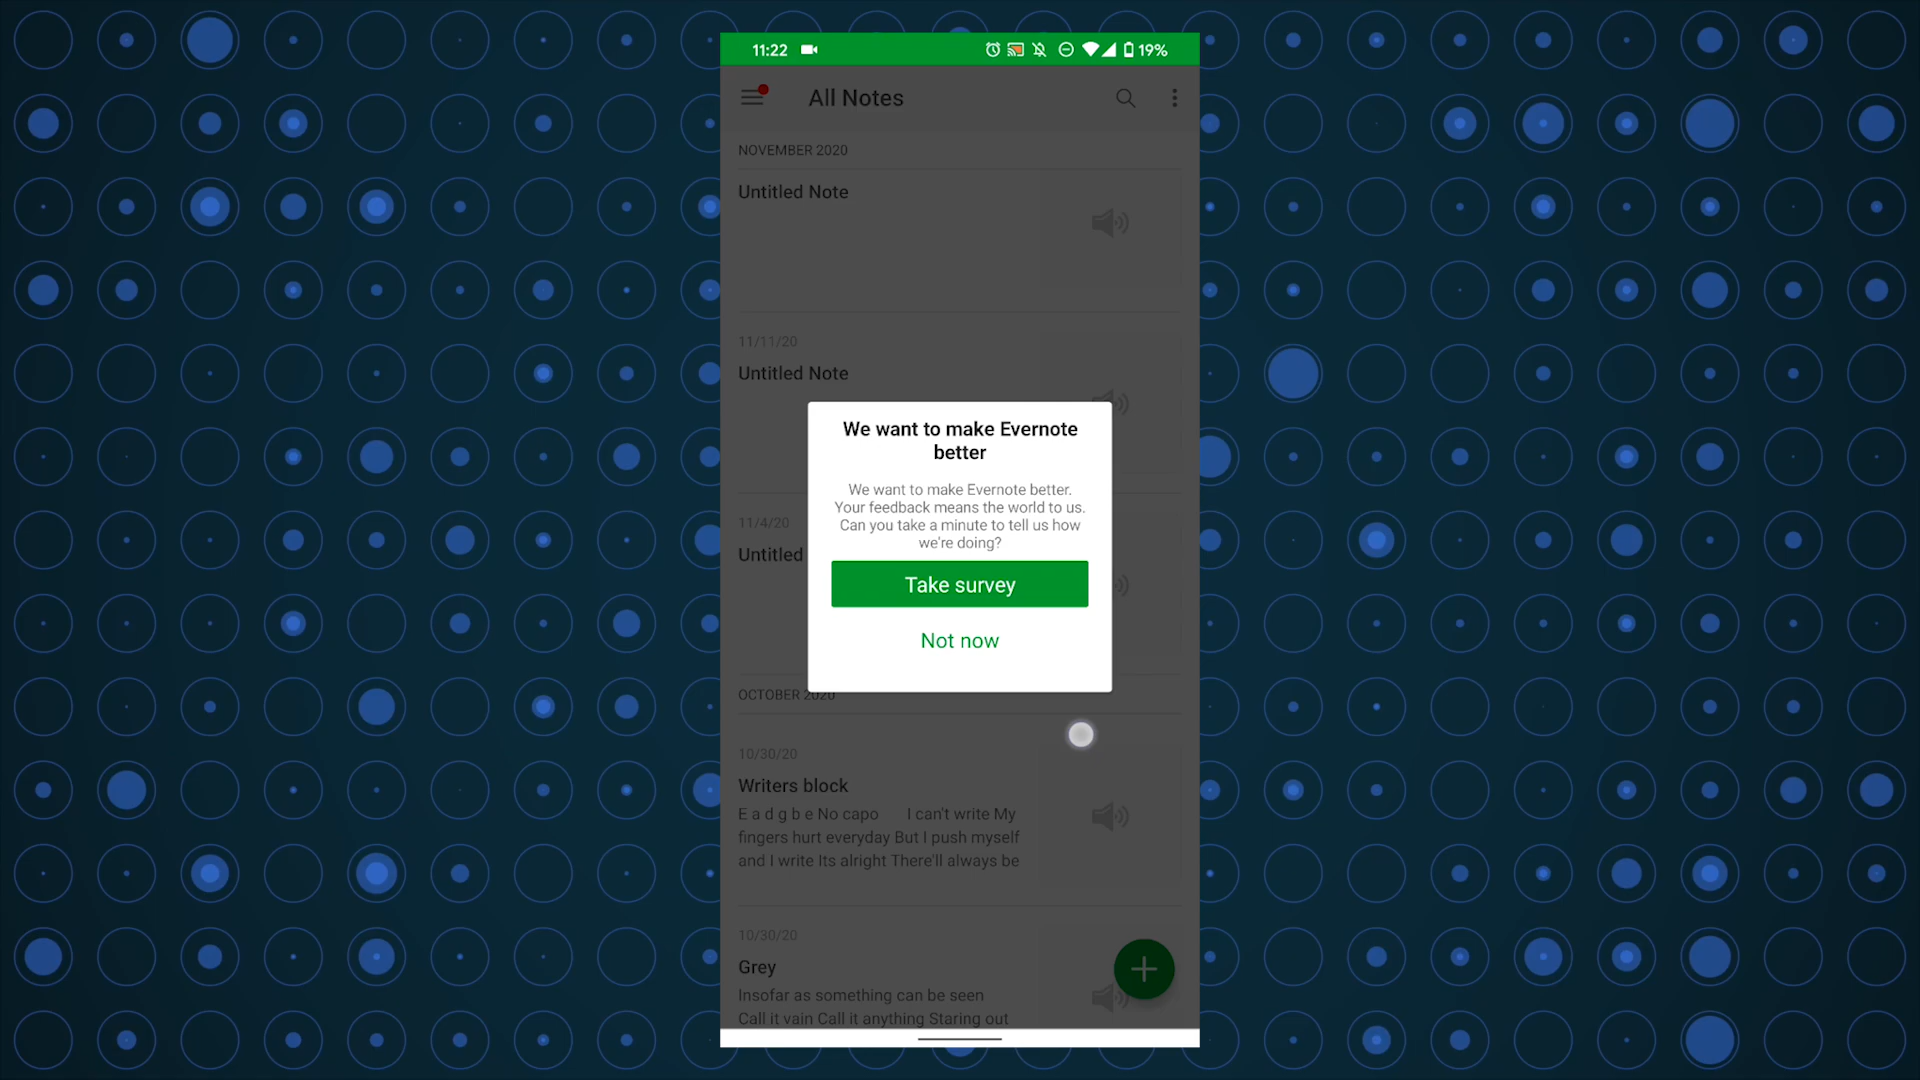 11:22
19%
All Notes
NOVEMBER 2020
Untitled Note
11/11/20
Untitled Note
We want to make Evernote
better
We want to make Evernote better.
Your feedback means the world to us.
Can you take a minute to tell us how
we're doing?
11/4/20
Untitled
Take survey
Not now
OCTOBER 2020
10/30/20
Writers block
E a d g b e No capo I can't write My
fingers hurt everyday But I push myself
and I write Its alright There'll always be
10/30/20
Grey
Insofar as something can be seen
Call it vain Call it anything Staring out